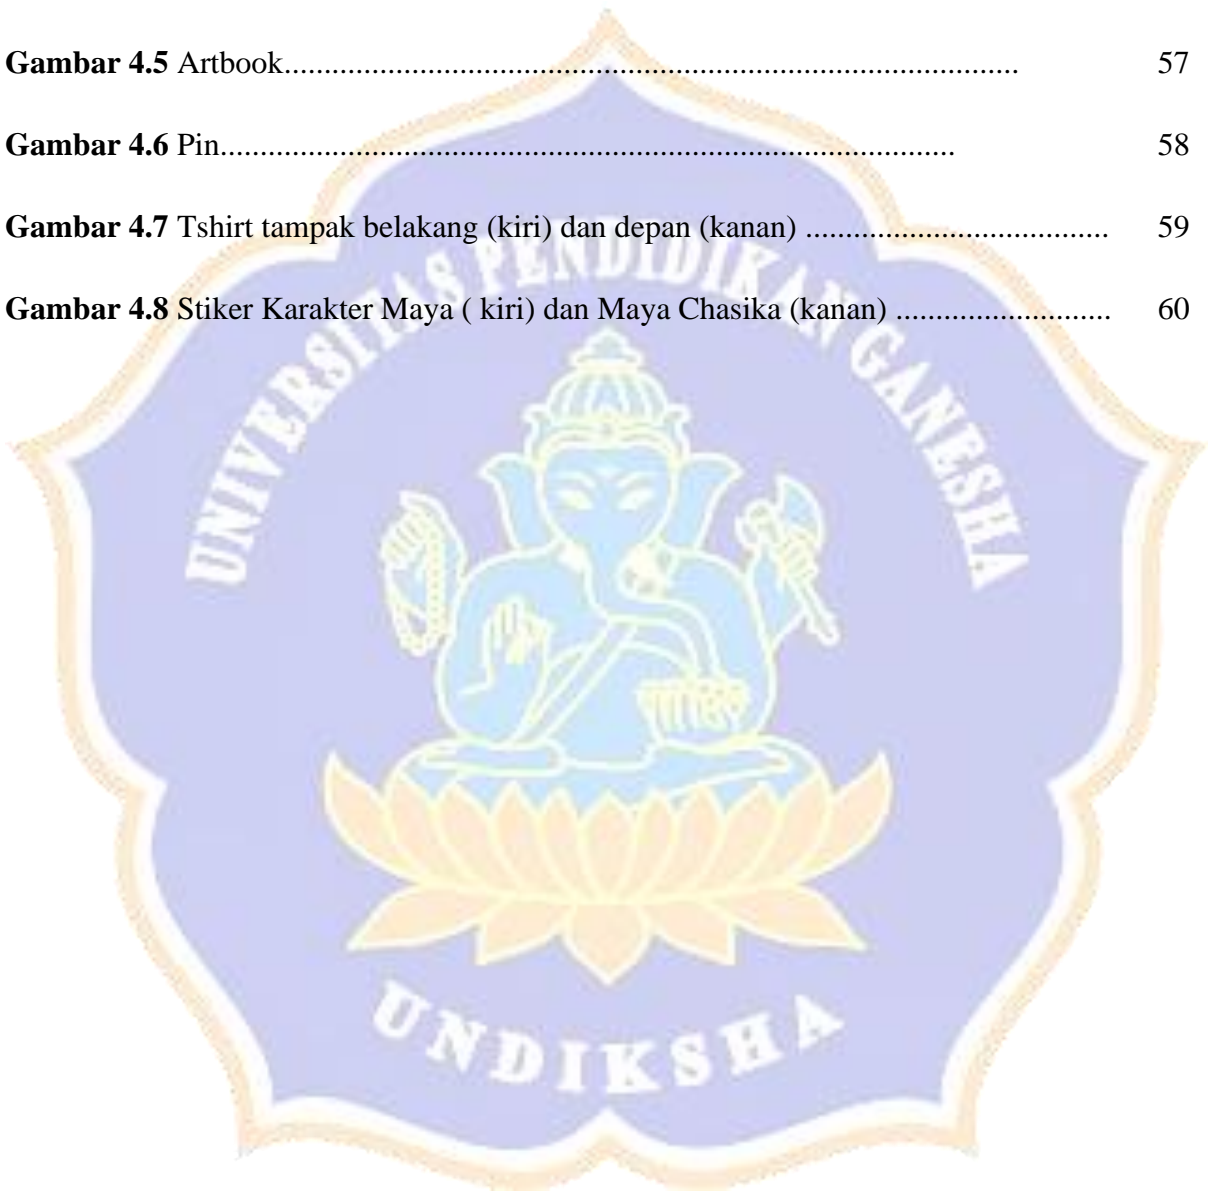 Gambar 4.5 Artbook............................................................................................ 57
Gambar 4.6 Pin............................................................................................ 58
Gambar 4.7 Tshirt tampak belakang (kiri) dan depan (kanan) ...................................... 59
Gambar 4.8 Stiker Karakter Maya ( kiri) dan Maya Chasika (kanan) ........................... 60
UNIVERSITAS PENDIDIKAN GANESHA
UNDIKSHA